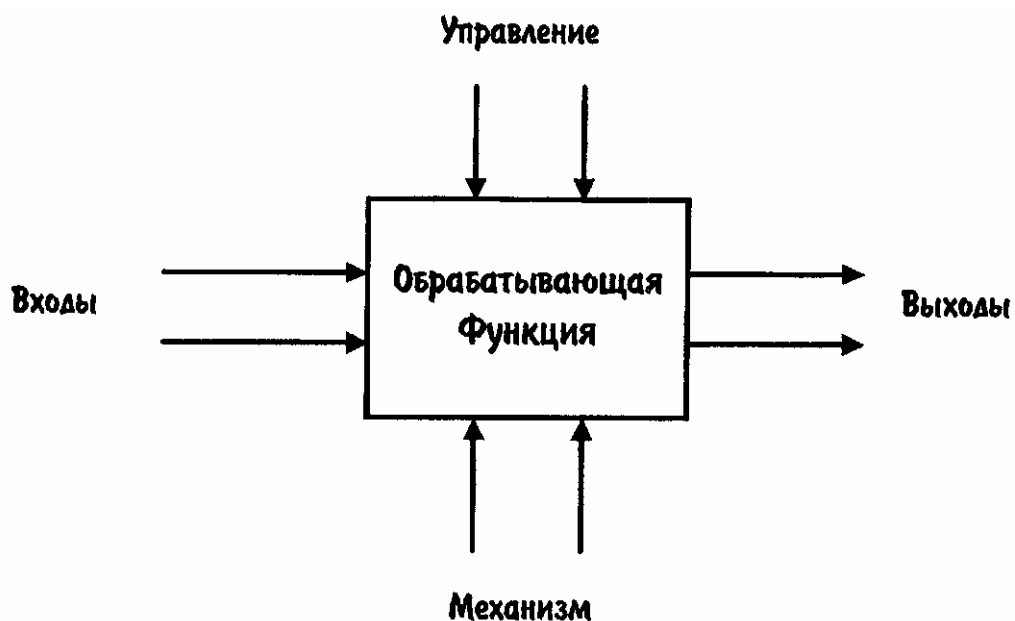 Управление
Входы
Обрабатывающая
Функция
Выходы
Механизм